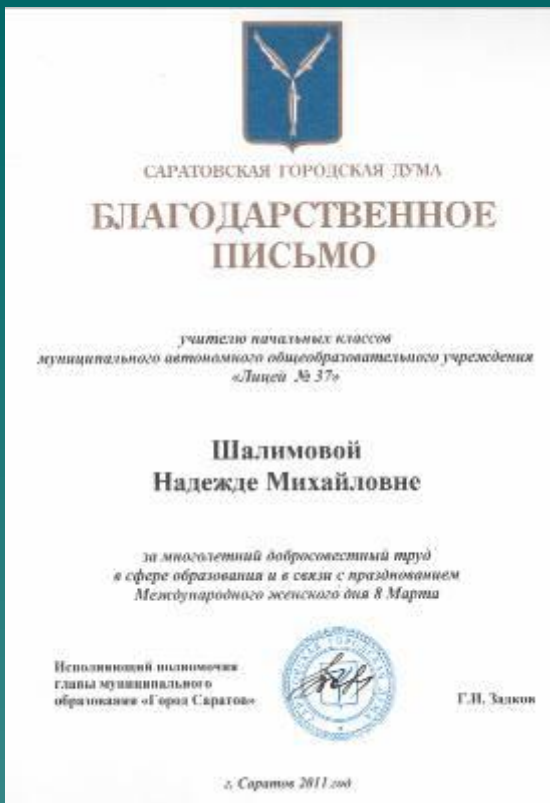 САРАТОВСКАЯ ГОРОДСКАЯ ДУМА
БЛАГОДАРСТВЕННОЕ
ПИСЬМО
учителю начальных классов
муниципального автономного общеобразовательного учреждения
«Лицей № 37»
Шалимовой
Надежде Михайловне
за многолетний добросовестный труд
в сфере образования и в связи с празднованием
Международного женского дня 8 Марта
Исполняющий полномочия
главы муниципального
образования «Город Саратов»
Г.Н. Задков
г. Саратов 2011 год